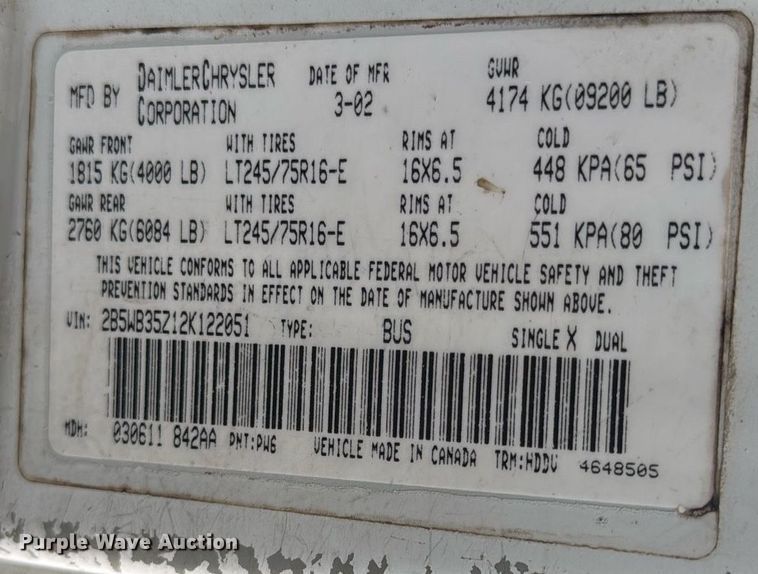 MFD BY DAIMLERCHRYSLER CORPORATION DATE OF MFR 3-02 GVWR 4174 KG(09200 LB)
GAWR FRONT WITH TIRES RIMS AT COLD
1815 KG(4000 LB) LT245/75R16-E 16X6.5 448 KPA(65 PSI)
GAWR REAR WITH TIRES RIMS AT COLD
2760 KG(6084 LB) LT245/75R16-E 16X6.5 551 KPA(80 PSI)
THIS VEHICLE CONFORMS TO ALL APPLICABLE FEDERAL MOTOR VEHICLE SAFETY AND THEFT
PREVENTION STANDARDS IN EFFECT ON THE DATE OF MANUFACTURE SHOWN ABOVE.
VIN: 2B5WB35Z12K122051 TYPE: BUS SINGLE X DUAL
MDH: 030611 842AA PNT:PW6 VEHICLE MADE IN CANADA TRM:HDDV 4648505
Purple Wave Auction